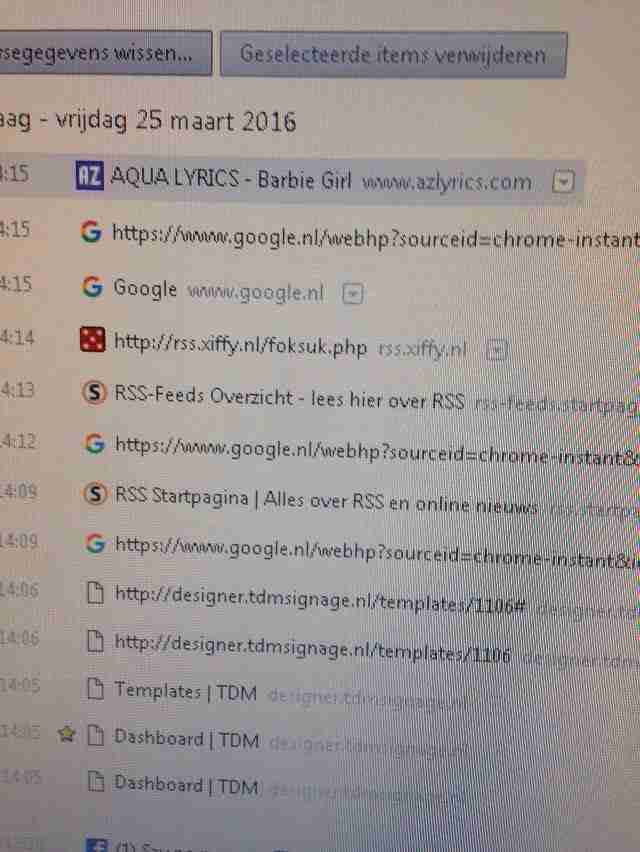 segegevens wissen...
Geselecteerde items verwijderen
aag - vrijdag 25 maart 2016
4:15 AZ AQUA LYRICS - Barbie Girl www.azlyrics.com
4:15 G https://www.google.nl/webhp?sourceid=chrome-instant
4:15 G Google www.google.nl
4:14 http://rss.xiffy.nl/foksuk.php rss.xiffy.nl
4:13 S RSS-Feeds Overzicht - lees hier over RSS rss-feeds.startpag
4:12 G https://www.google.nl/webhp?sourceid=chrome-instant&
14:09 S RSS Startpagina | Alles over RSS en online nieuws rss.startpa
14:09 G https://www.google.nl/webhp?sourceid=chrome-instant&i
14:06 http://designer.tdmsignage.nl/templates/1106# designer.td
14:06 http://designer.tdmsignage.nl/templates/1106 designer.tdm
14:05 Templates | TDM designer.tdmsignage.nl
14:05 Dashboard | TDM designer.tdmsignage.nl
14:05 Dashboard | TDM designer.tdmsignage.nl
f (1)